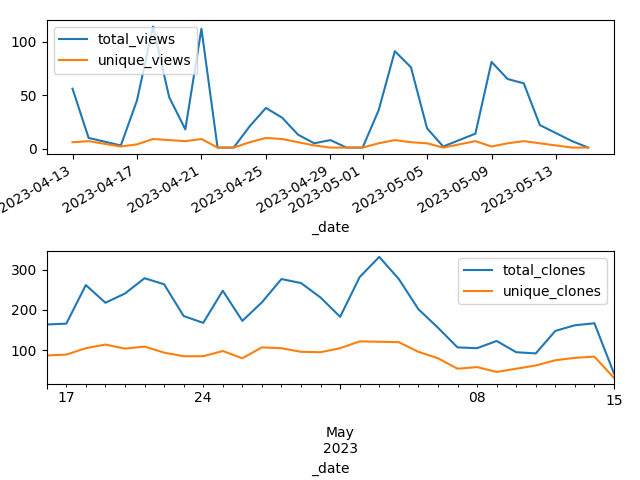 100
50
0
total_views
unique_views
2023-04-13
2023-04-17
2023-04-21
2023-04-25
2023-04-29
2023-05-01
2023-05-05
2023-05-09
2023-05-13
_date
300
200
100
total_clones
unique_clones
17
24
08
15
May
2023
_date